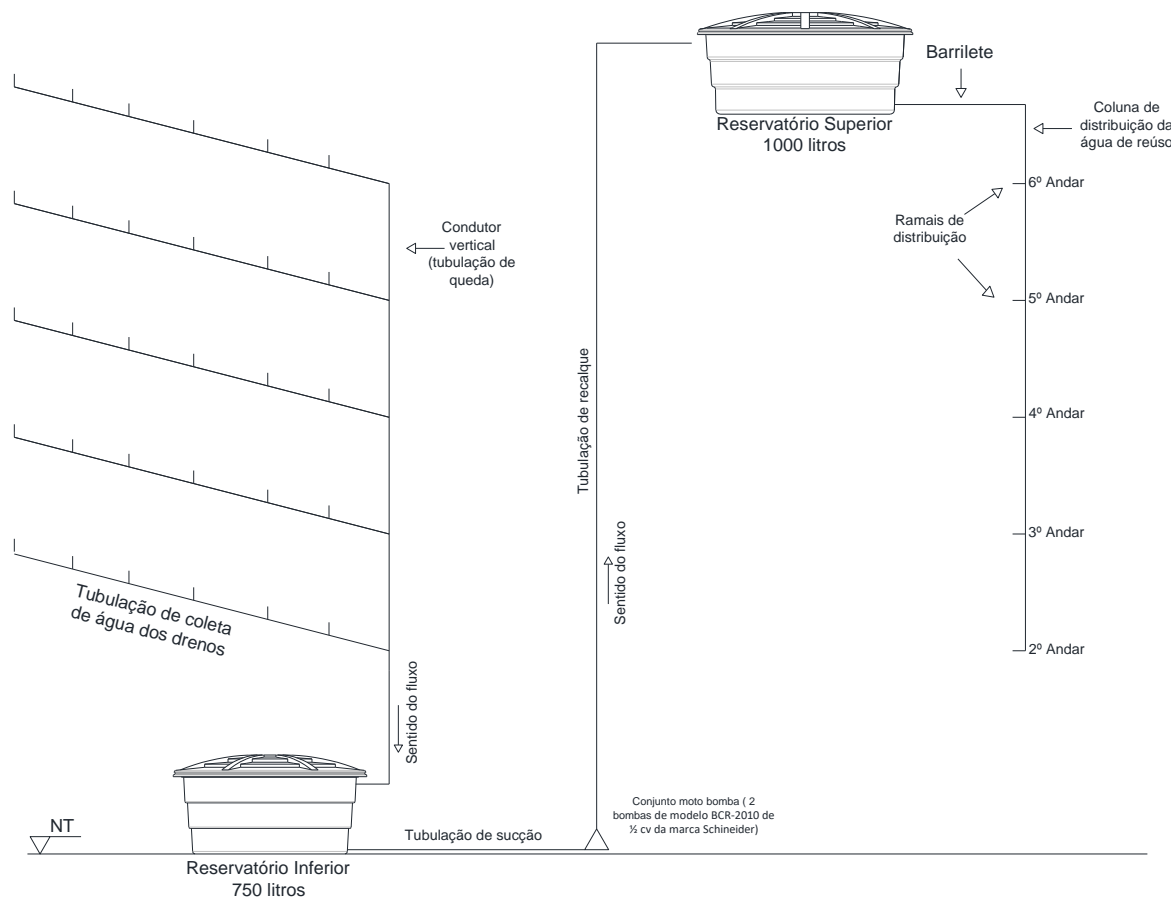 Barrilete
Coluna de
distribuição da
água de reúso
Reservatório Superior
1000 litros
6º Andar
Ramais de
distribuição
Condutor
vertical
(tubulação de
queda)
5º Andar
Tubulação de recalque
4º Andar
3º Andar
Sentido do fluxo
Tubulação de coleta
de água dos drenos
2º Andar
Sentido do fluxo
Conjunto moto bomba ( 2
bombas de modelo BCR-2010 de
½ cv da marca Schineider)
NT
Tubulação de sucção
Reservatório Inferior
750 litros